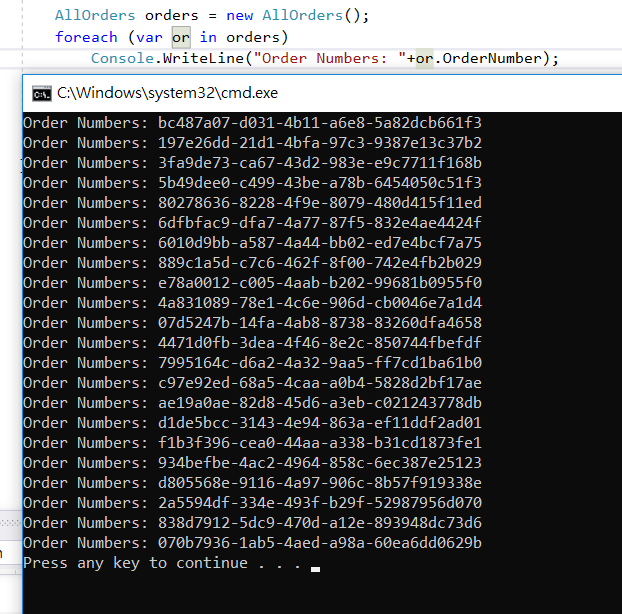 AllOrders orders = new AllOrders();
foreach (var or in orders)
Console.WriteLine("Order Numbers: "+or.OrderNumber);
C:\Windows\system32\cmd.exe
Order Numbers: bc487a07-d031-4b11-a6e8-5a82dcb661f3
Order Numbers: 197e26dd-21d1-4bfa-97c3-9387e13c37b2
Order Numbers: 3fa9de73-ca67-43d2-983e-e9c7711f168b
Order Numbers: 5b49dee0-c499-43be-a78b-6454050c51f3
Order Numbers: 80278636-8228-4f9e-8079-480d415f11ed
Order Numbers: 6dfbfac9-dfa7-4a77-87f5-832e4ae4424f
Order Numbers: 6010d9bb-a587-4a44-bb02-ed7e4bcf7a75
Order Numbers: 889c1a5d-c7c6-462f-8f00-742e4fb2b029
Order Numbers: e78a0012-c005-4aab-b202-99681b0955f0
Order Numbers: 4a831089-78e1-4c6e-906d-cb0046e7a1d4
Order Numbers: 07d5247b-14fa-4ab8-8738-83260dfa4658
Order Numbers: 4471d0fb-3dea-4f46-8e2c-850744fbefdf
Order Numbers: 7995164c-d6a2-4a32-9aa5-ff7cd1ba61b0
Order Numbers: c97e92ed-68a5-4caa-a0b4-5828d2bf17ae
Order Numbers: ae19a0ae-82d8-45d6-a3eb-c021243778db
Order Numbers: d1de5bcc-3143-4e94-863a-ef11ddf2ad01
Order Numbers: f1b3f396-cea0-44aa-a338-b31cd1873fe1
Order Numbers: 934befbe-4ac2-4964-858c-6ec387e25123
Order Numbers: d805568e-9116-4a97-906c-8b57f919338e
Order Numbers: 2a5594df-334e-493f-b29f-52987956d070
Order Numbers: 838d7912-5dc9-470d-a12e-893948dc73d6
Order Numbers: 070b7936-1ab5-4aed-a98a-60ea6dd0629b
Press any key to continue . . .